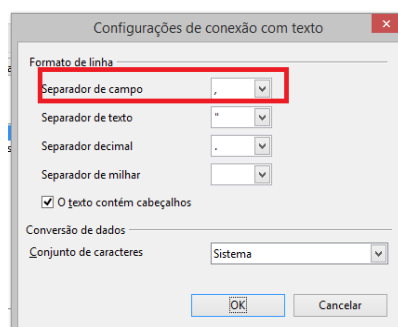 Configurações de conexão com texto
Formato de linha
Separador de campo ,
Separador de texto "
Separador decimal .
Separador de milhar
O texto contém cabeçalhos
Conversão de dados
Conjunto de caracteres Sistema
OK Cancelar